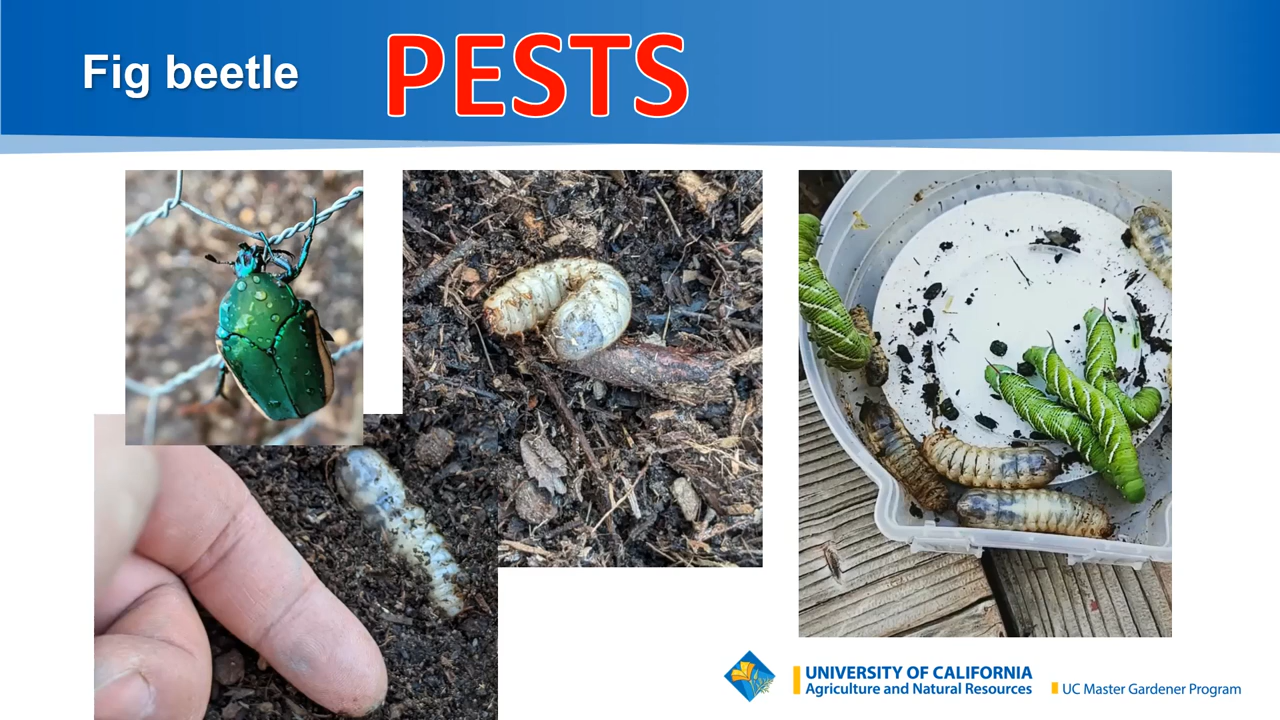 Fig beetle
PESTS
UNIVERSITY OF CALIFORNIA
Agriculture and Natural Resources
UC Master Gardener Program